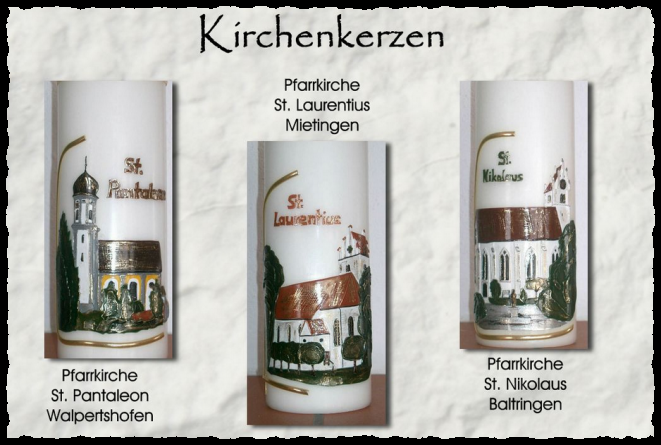 Kirchenkerzen
Pfarrkirche
St. Laurentius
Mietingen
St.
Pantaleon
St.
Laurentius
St.
Nikolaus
Pfarrkirche
St. Pantaleon
Walpertshofen
Pfarrkirche
St. Nikolaus
Baltringen